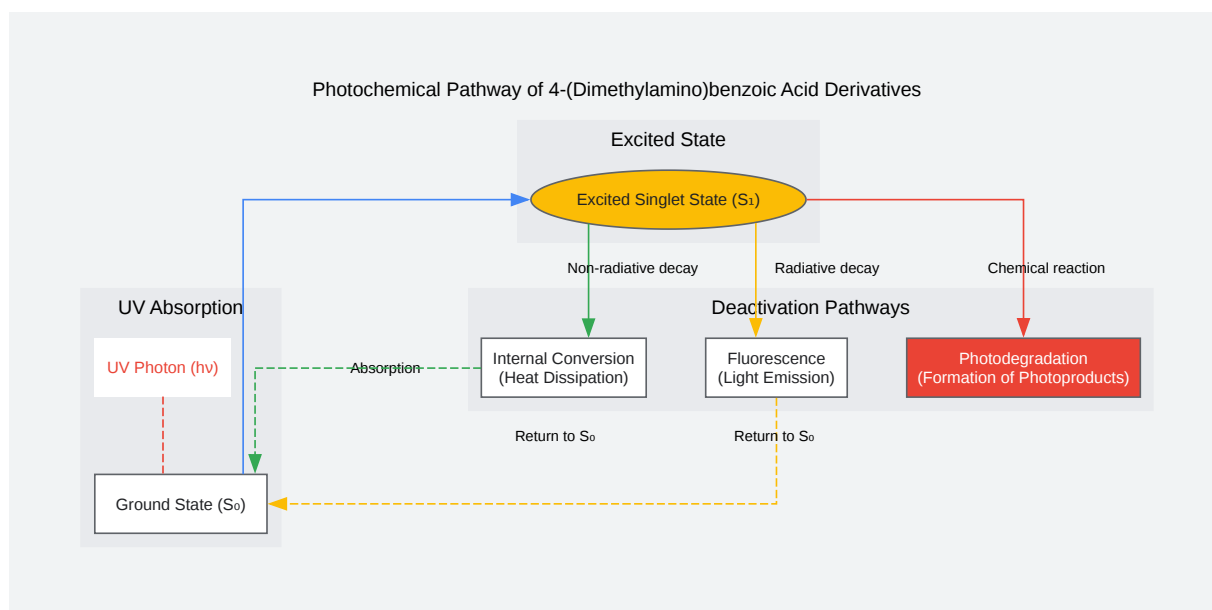 Photochemical Pathway of 4-(Dimethylamino)benzoic Acid Derivatives
Excited State
Excited Singlet State (S₁)
Non-radiative decay
Radiative decay
Chemical reaction
UV Absorption
Deactivation Pathways
UV Photon (hν)
Absorption
Internal Conversion
(Heat Dissipation)
Fluorescence
(Light Emission)
Photodegradation
(Formation of Photoproducts)
Return to S₀
Return to S₀
Ground State (S₀)